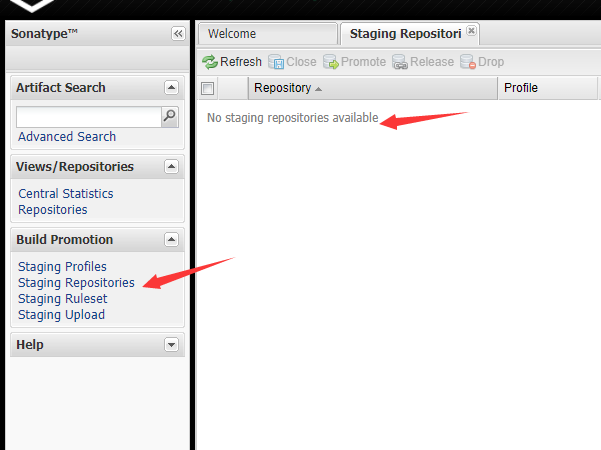 Sonatype™
Welcome
Staging Repositori
Refresh
Close
Promote
Release
Drop
Artifact Search
Advanced Search
Views/Repositories
Central Statistics
Repositories
Build Promotion
Staging Profiles
Staging Repositories
Staging Ruleset
Staging Upload
Help
Repository
Profile
No staging repositories available